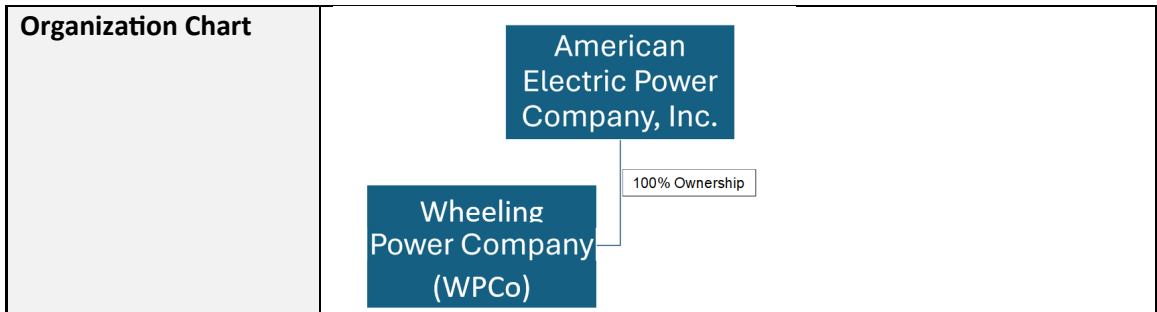 Organization Chart
American
Electric Power
Company, Inc.
100% Ownership
Wheeling
Power Company
(WPCo)